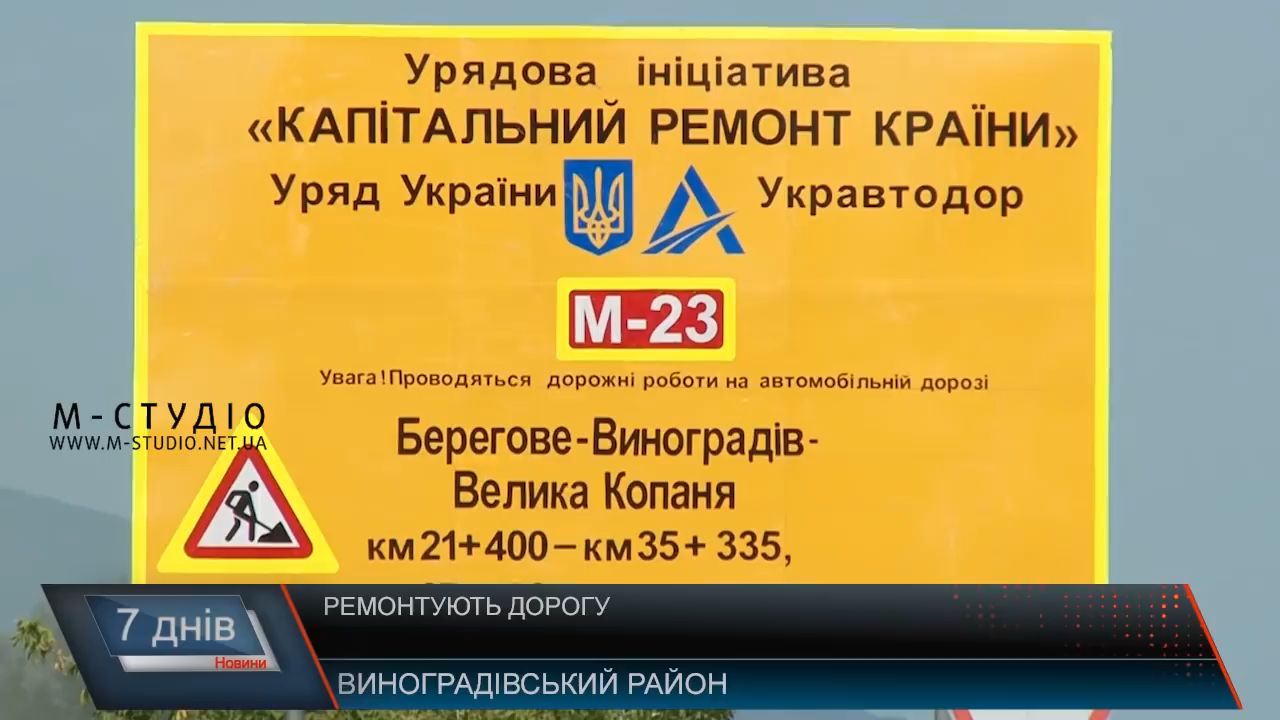 Урядова ініціатива
«КАПІТАЛЬНИЙ РЕМОНТ КРАЇНИ»
Уряд України Укравтодор
М-23
Увага!Проводяться дорожні роботи на автомобільній дорозі
Берегове-Виноградів-
Велика Копаня
км 21+400 – км 35+ 335,
М-СТУДІО
WWW.M-STUDIO.NET.UA
7 днів
Новини
РЕМОНТУЮТЬ ДОРОГУ
ВИНОГРАДІВСЬКИЙ РАЙОН